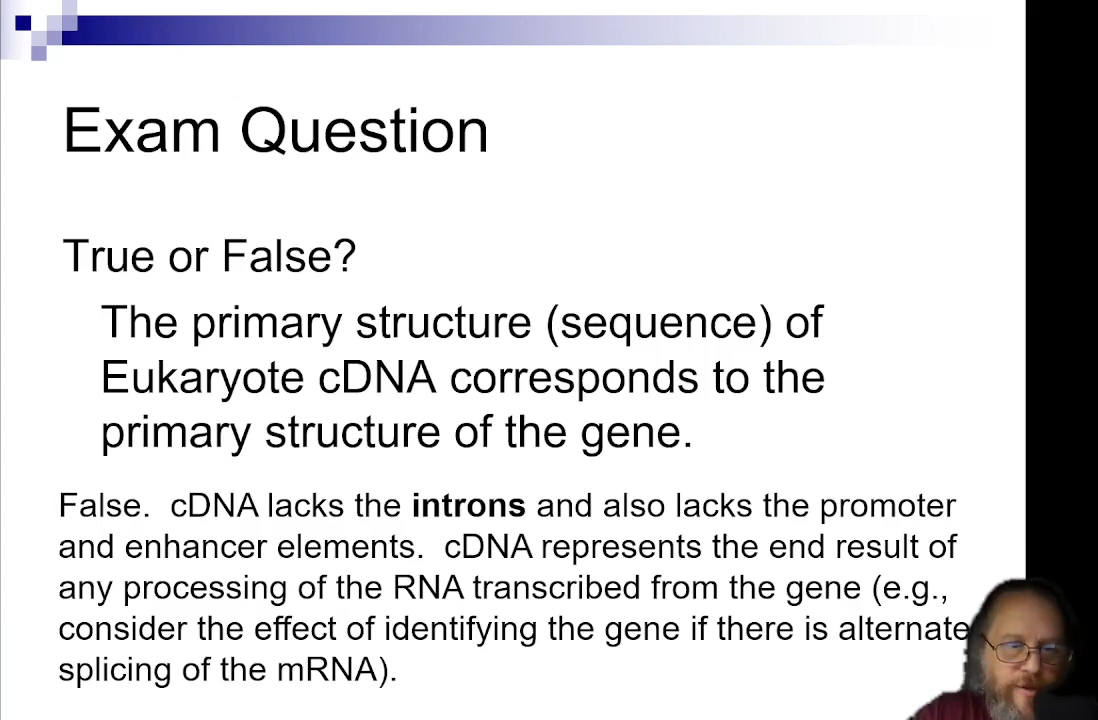 Exam Question
True or False?
The primary structure (sequence) of
Eukaryote cDNA corresponds to the
primary structure of the gene.
False.  cDNA lacks the introns and also lacks the promoter
and enhancer elements.  cDNA represents the end result of
any processing of the RNA transcribed from the gene (e.g.,
consider the effect of identifying the gene if there is alternate
splicing of the mRNA).